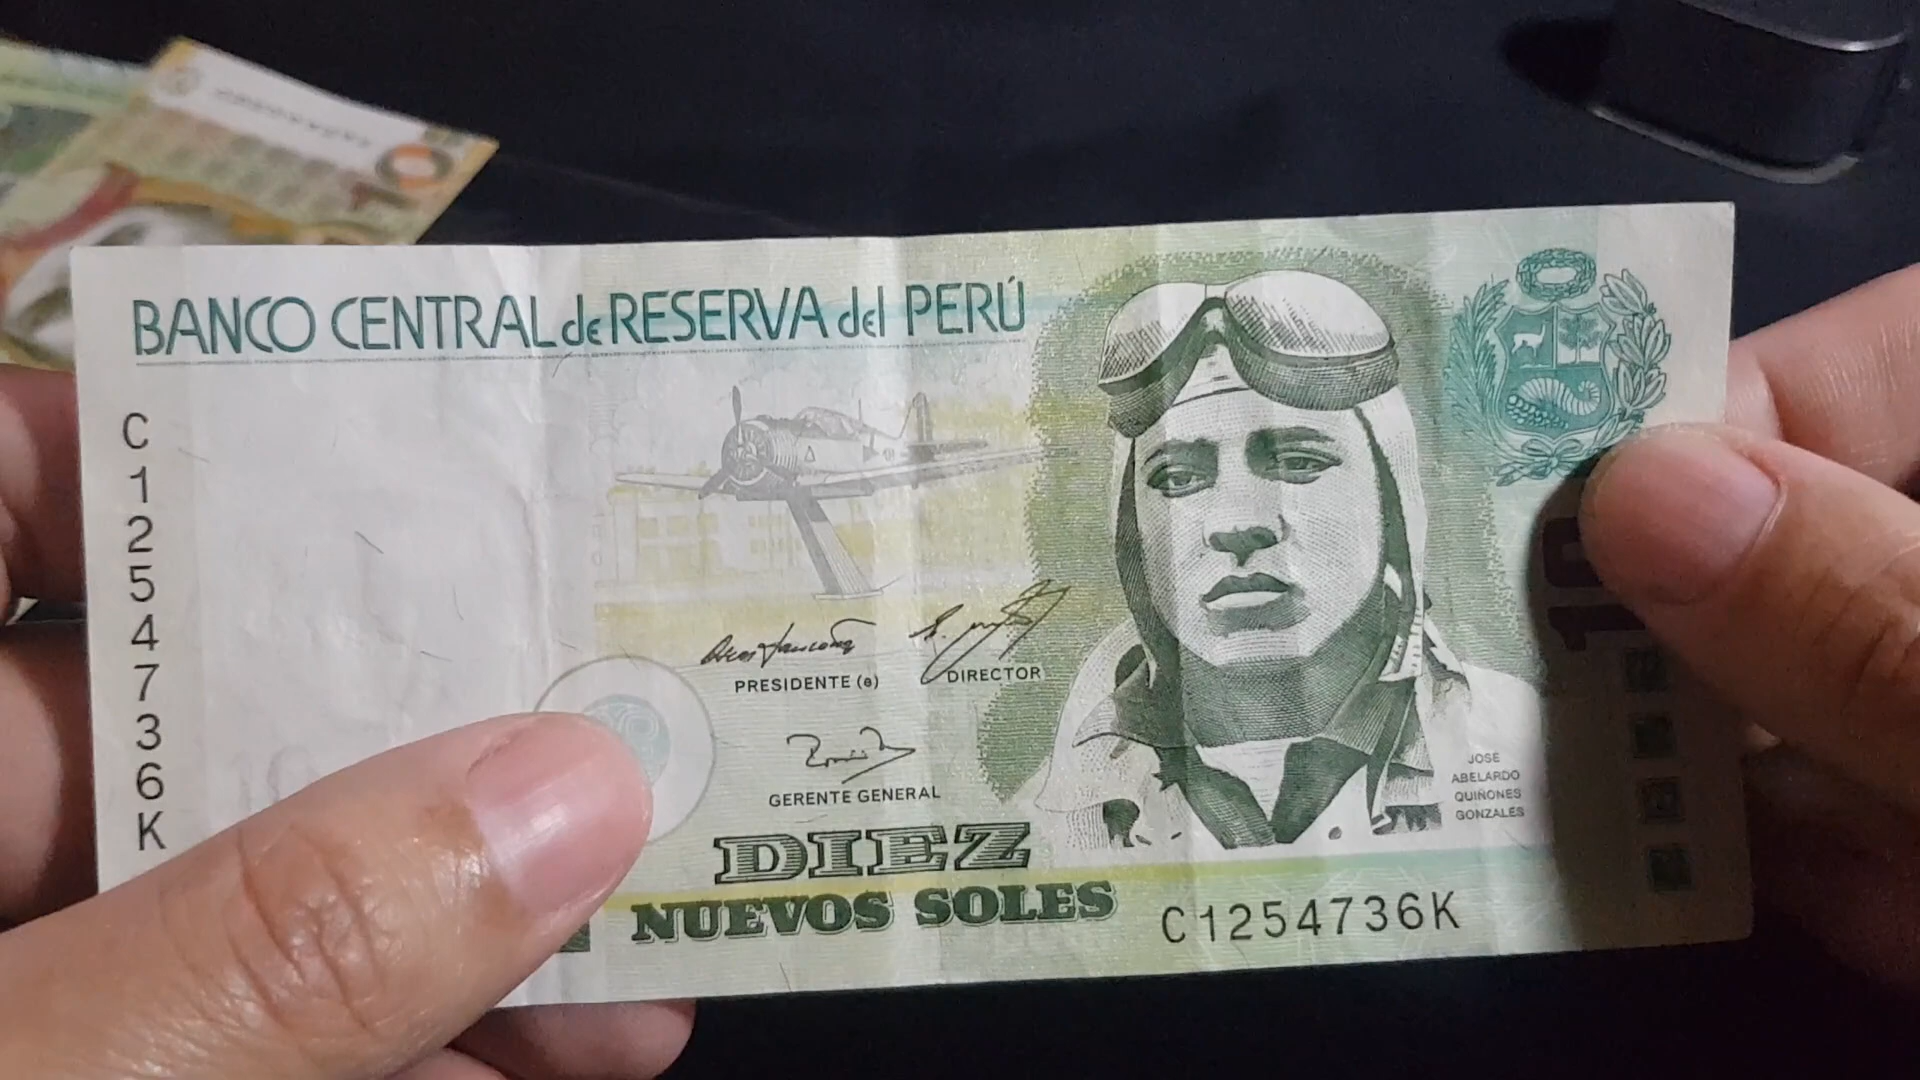 BANCO CENTRAL de RESERVA del PERÚ
C
1
2
5
4
7
3
6
K
PRESIDENTE (e)
DIRECTOR
GERENTE GENERAL
JOSE
ABELARDO
QUIÑONES
GONZALES
10
DIEZ
NUEVOS SOLES
C1254736K